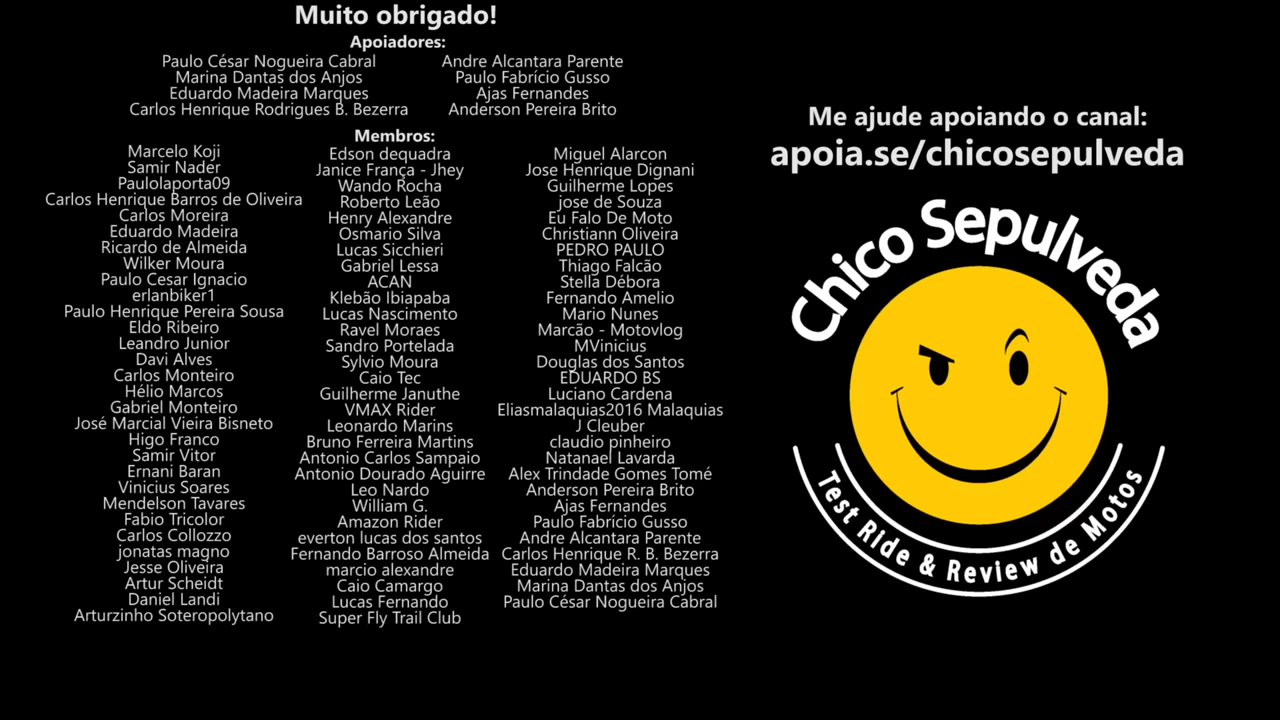 Muito obrigado!
Apoiadores:
Paulo César Nogueira Cabral
Marina Dantas dos Anjos
Eduardo Madeira Marques
Carlos Henrique Rodrigues B. Bezerra
Andre Alcantara Parente
Paulo Fabrício Gusso
Ajas Fernandes
Anderson Pereira Brito
Membros:
Marcelo Koji
Samir Nader
Paulolaporta09
Carlos Henrique Barros de Oliveira
Carlos Moreira
Eduardo Madeira
Ricardo de Almeida
Wilker Moura
Paulo Cesar Ignacio
erlanbiker1
Paulo Henrique Pereira Sousa
Eldo Ribeiro
Leandro Junior
Davi Alves
Carlos Monteiro
Hélio Marcos
Gabriel Monteiro
José Marcial Vieira Bisneto
Higo Franco
Samir Vitor
Ernani Baran
Vinicius Soares
Mendelson Tavares
Fabio Tricolor
Carlos Collozzo
jonatas magno
Jesse Oliveira
Artur Scheidt
Daniel Landi
Arturzinho Soteropolytano
Edson dequadra
Janice França - Jhey
Wando Rocha
Roberto Leão
Henry Alexandre
Osmario Silva
Lucas Sicchieri
Gabriel Lessa
ACAN
Klebão Ibiapaba
Lucas Nascimento
Ravel Moraes
Sandro Portelada
Sylvio Moura
Caio Tec
Guilherme Januthe
VMAX Rider
Leonardo Marins
Bruno Ferreira Martins
Antonio Carlos Sampaio
Antonio Dourado Aguirre
Leo Nardo
William G.
Amazon Rider
everton lucas dos santos
Fernando Barroso Almeida
marcio alexandre
Caio Camargo
Lucas Fernando
Super Fly Trail Club
Miguel Alarcon
Jose Henrique Dignani
Guilherme Lopes
jose de Souza
Eu Falo De Moto
Christiann Oliveira
PEDRO PAULO
Thiago Falcão
Stella Débora
Fernando Amelio
Mario Nunes
Marcão - Motovlog
MVinicius
Douglas dos Santos
EDUARDO BS
Luciano Cardena
Eliasmalaquias2016 Malaquias
J Cleuber
claudio pinheiro
Natanael Lavarda
Alex Trindade Gomes Tomé
Anderson Pereira Brito
Ajas Fernandes
Paulo Fabrício Gusso
Andre Alcantara Parente
Carlos Henrique R. B. Bezerra
Eduardo Madeira Marques
Marina Dantas dos Anjos
Paulo César Nogueira Cabral
Me ajude apoiando o canal:
apoia.se/chicosepulveda
Chico Sepulveda
Test Ride & Review de Motos